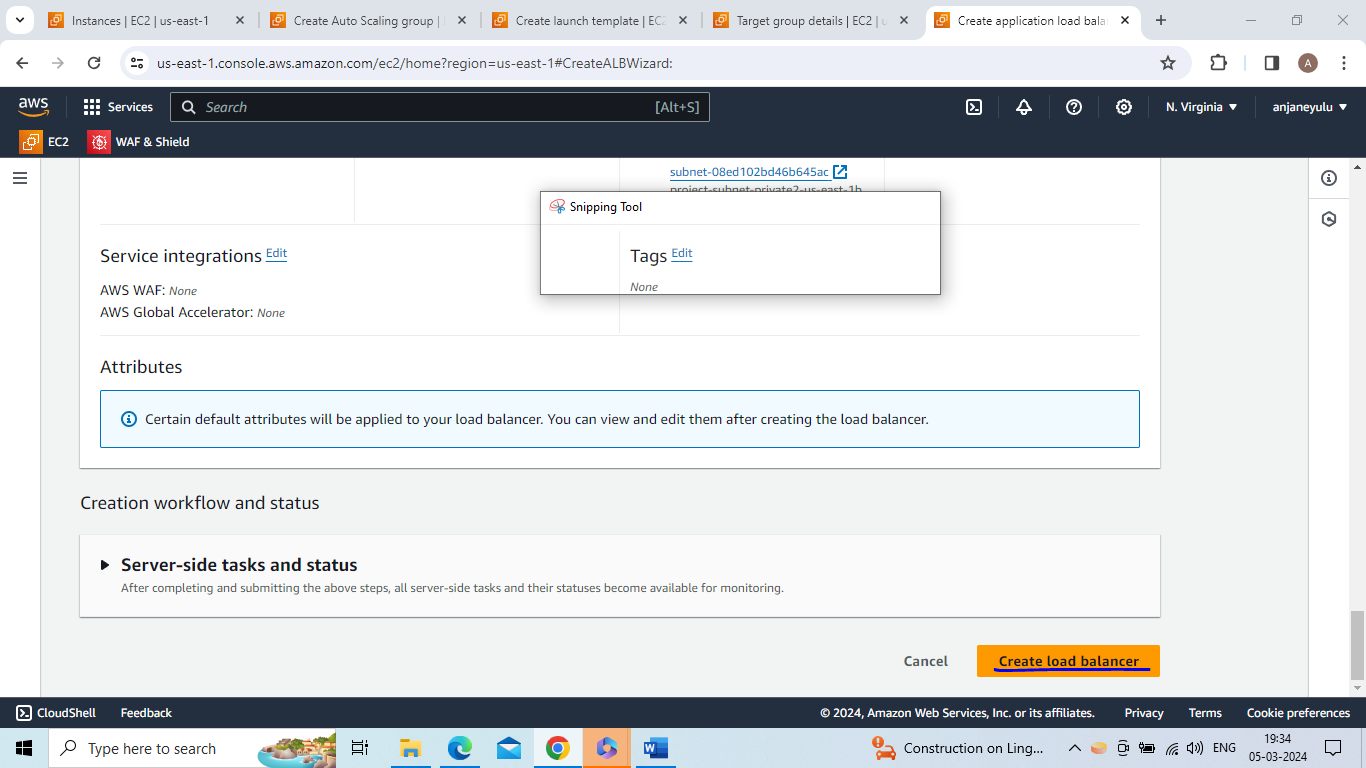 Instances | EC2 | us-east-1
Create Auto Scaling group |
Create launch template | EC2
Target group details | EC2 | u
Create application load bala
us-east-1.console.aws.amazon.com/ec2/home?region=us-east-1#CreateALBWizard:
A
aws
Services
Search
[Alt+S]
N. Virginia
anjaneyulu
EC2
WAF & Shield
subnet-08ed102bd46b645ac
project-subnet-private2-us-east-1b
Snipping Tool
Service integrations Edit
Tags Edit
AWS WAF: None
None
AWS Global Accelerator: None
Attributes
Certain default attributes will be applied to your load balancer. You can view and edit them after creating the load balancer.
Creation workflow and status
Server-side tasks and status
After completing and submitting the above steps, all server-side tasks and their statuses become available for monitoring.
Cancel
Create load balancer
CloudShell
Feedback
© 2024, Amazon Web Services, Inc. or its affiliates.
Privacy
Terms
Cookie preferences
Type here to search
Construction on Ling...
ENG
19:34
05-03-2024